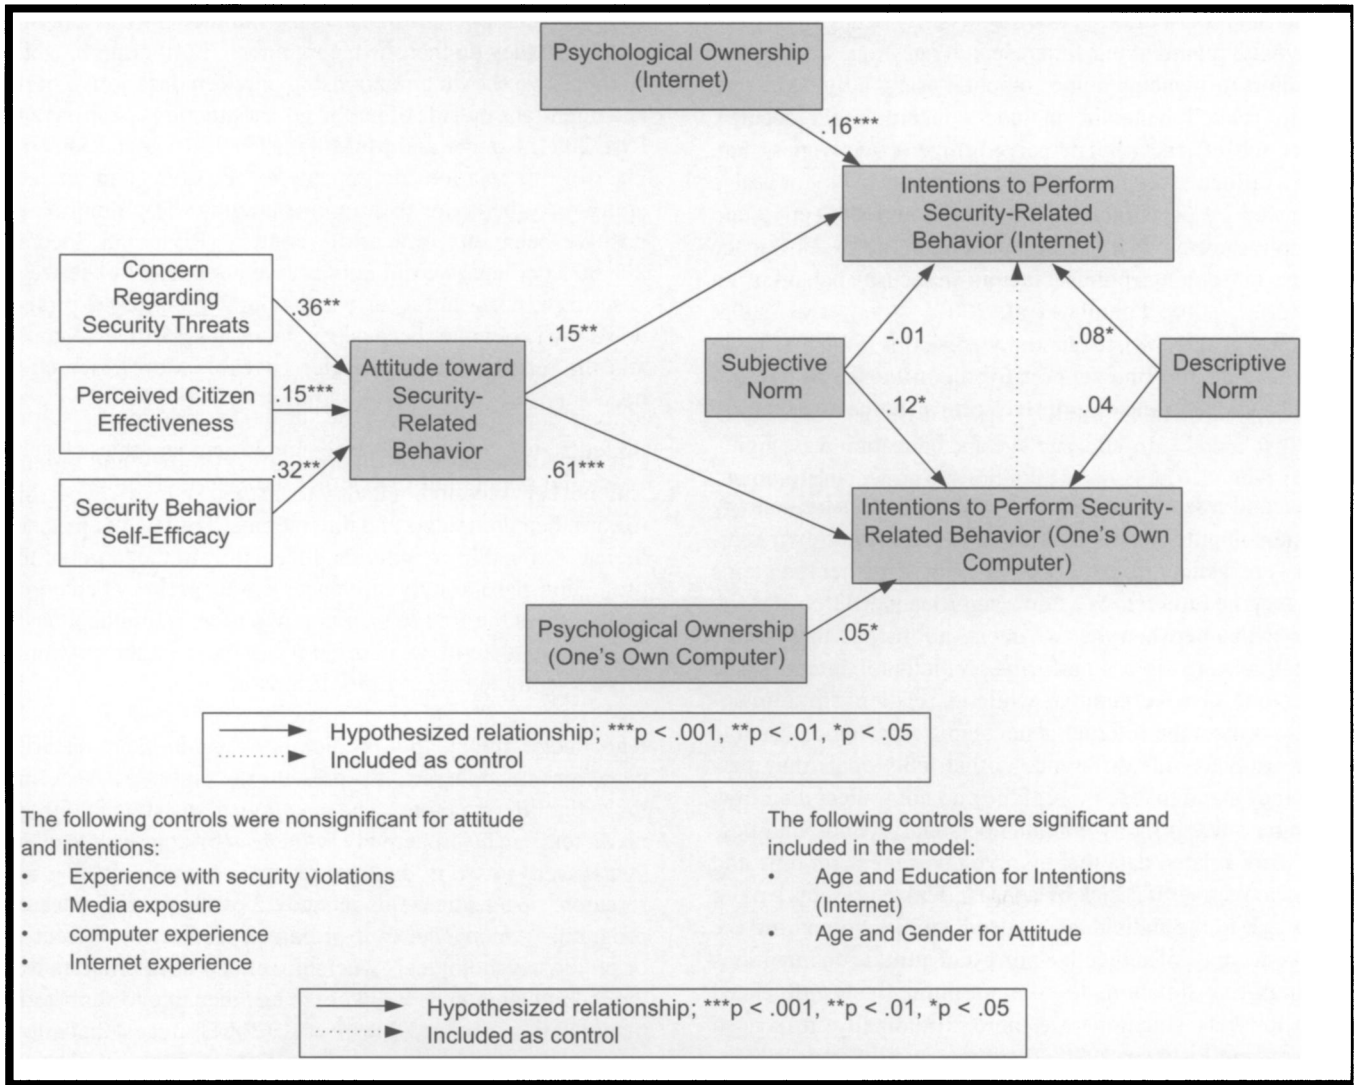 Psychological Ownership
(Internet)
.16***
Intentions to Perform
Security-Related
Behavior (Internet)
Concern
Regarding
Security Threats
.36**
.15**
-.01
.08*
Subjective
Norm
Descriptive
Norm
Attitude toward
Security-
Related
Behavior
Perceived Citizen
Effectiveness
.15***
.12*
.04
.32**
.61***
Security Behavior
Self-Efficacy
Intentions to Perform Security-
Related Behavior (One's Own
Computer)
Psychological Ownership
(One's Own Computer)
.05*
Hypothesized relationship; ***p < .001, **p < .01, *p < .05
Included as control
The following controls were nonsignificant for attitude
and intentions:
• Experience with security violations
• Media exposure
• computer experience
• Internet experience
The following controls were significant and
included in the model:
• Age and Education for Intentions
(Internet)
• Age and Gender for Attitude
Hypothesized relationship; ***p < .001, **p < .01, *p < .05
Included as control